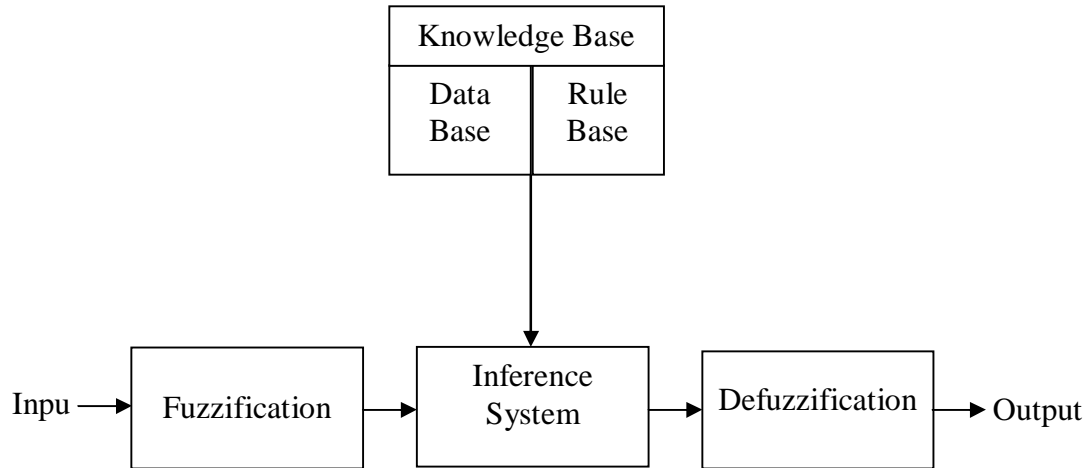 Knowledge Base
Data
Base
Rule
Base
Inpu
Fuzzification
Inference
System
Defuzzification
Output